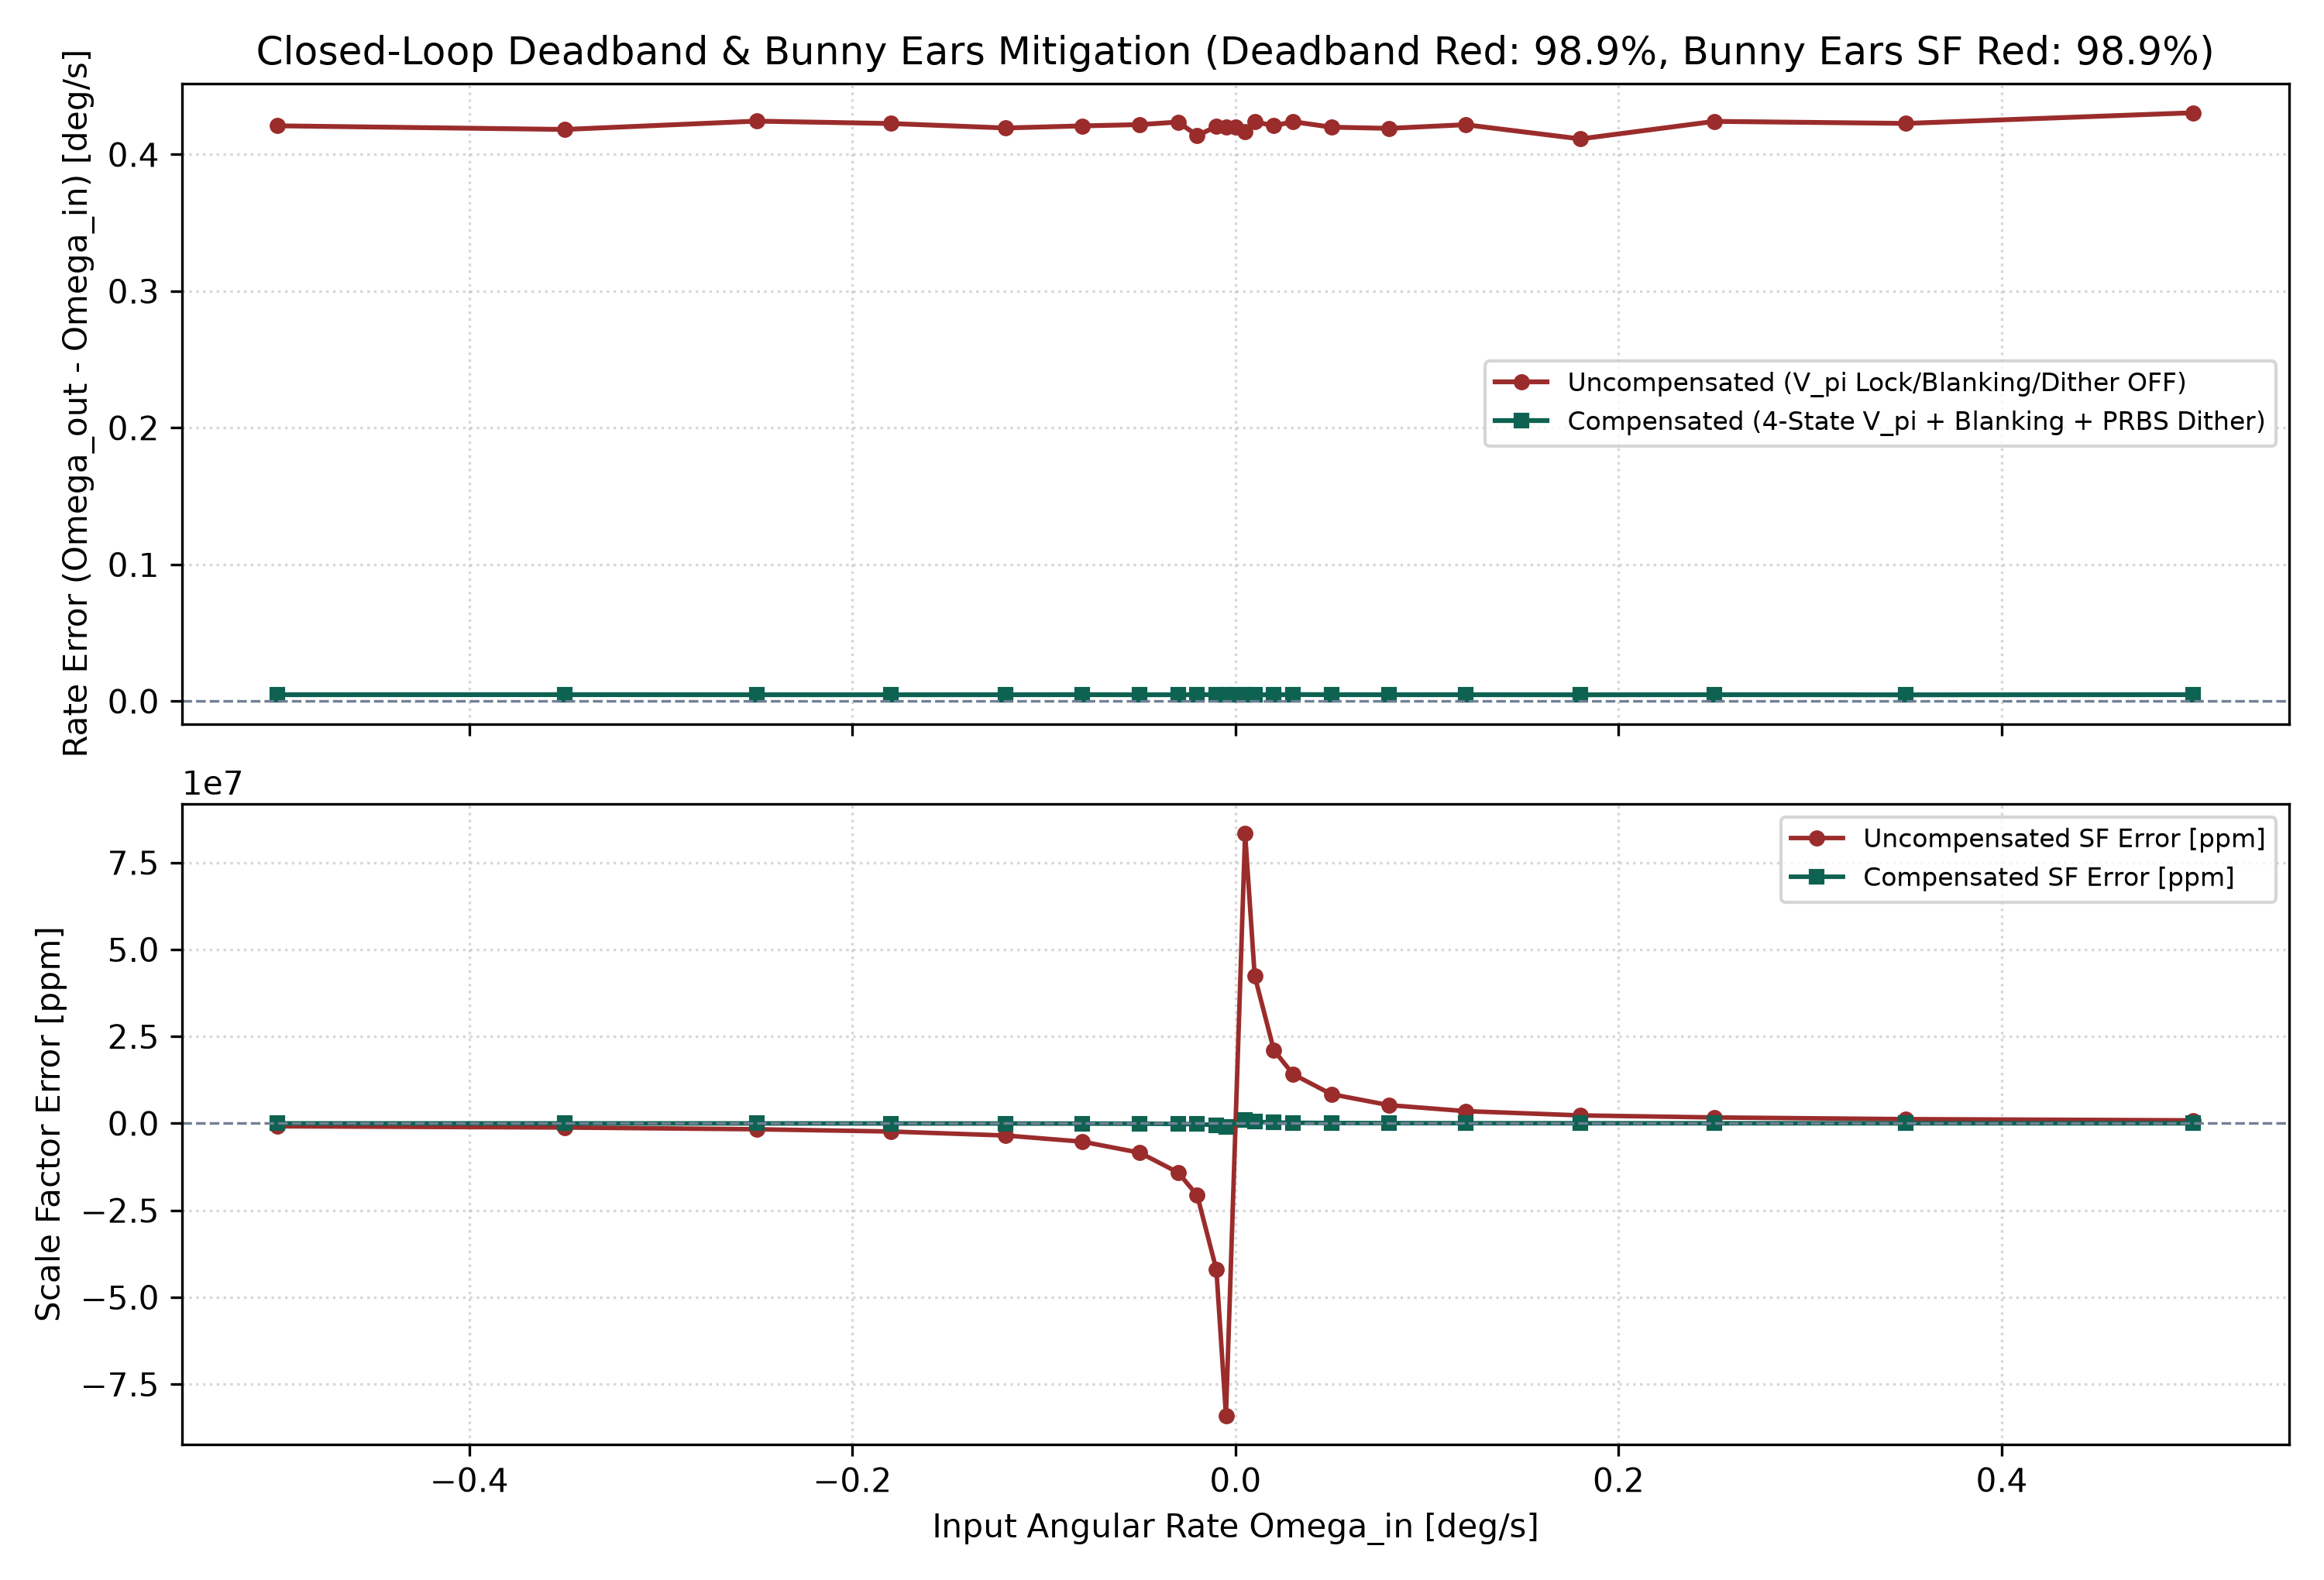 Closed-Loop Deadband & Bunny Ears Mitigation (Deadband Red: 98.9%, Bunny Ears SF Red: 98.9%)
Rate Error (Omega_out - Omega_in) [deg/s]
0.4
0.3
0.2
0.1
0.0
Uncompensated (V_pi Lock/Blanking/Dither OFF)
Compensated (4-State V_pi + Blanking + PRBS Dither)
1e7
Scale Factor Error [ppm]
7.5
5.0
2.5
0.0
−2.5
−5.0
−7.5
Uncompensated SF Error [ppm]
Compensated SF Error [ppm]
−0.4
−0.2
0.0
0.2
0.4
Input Angular Rate Omega_in [deg/s]